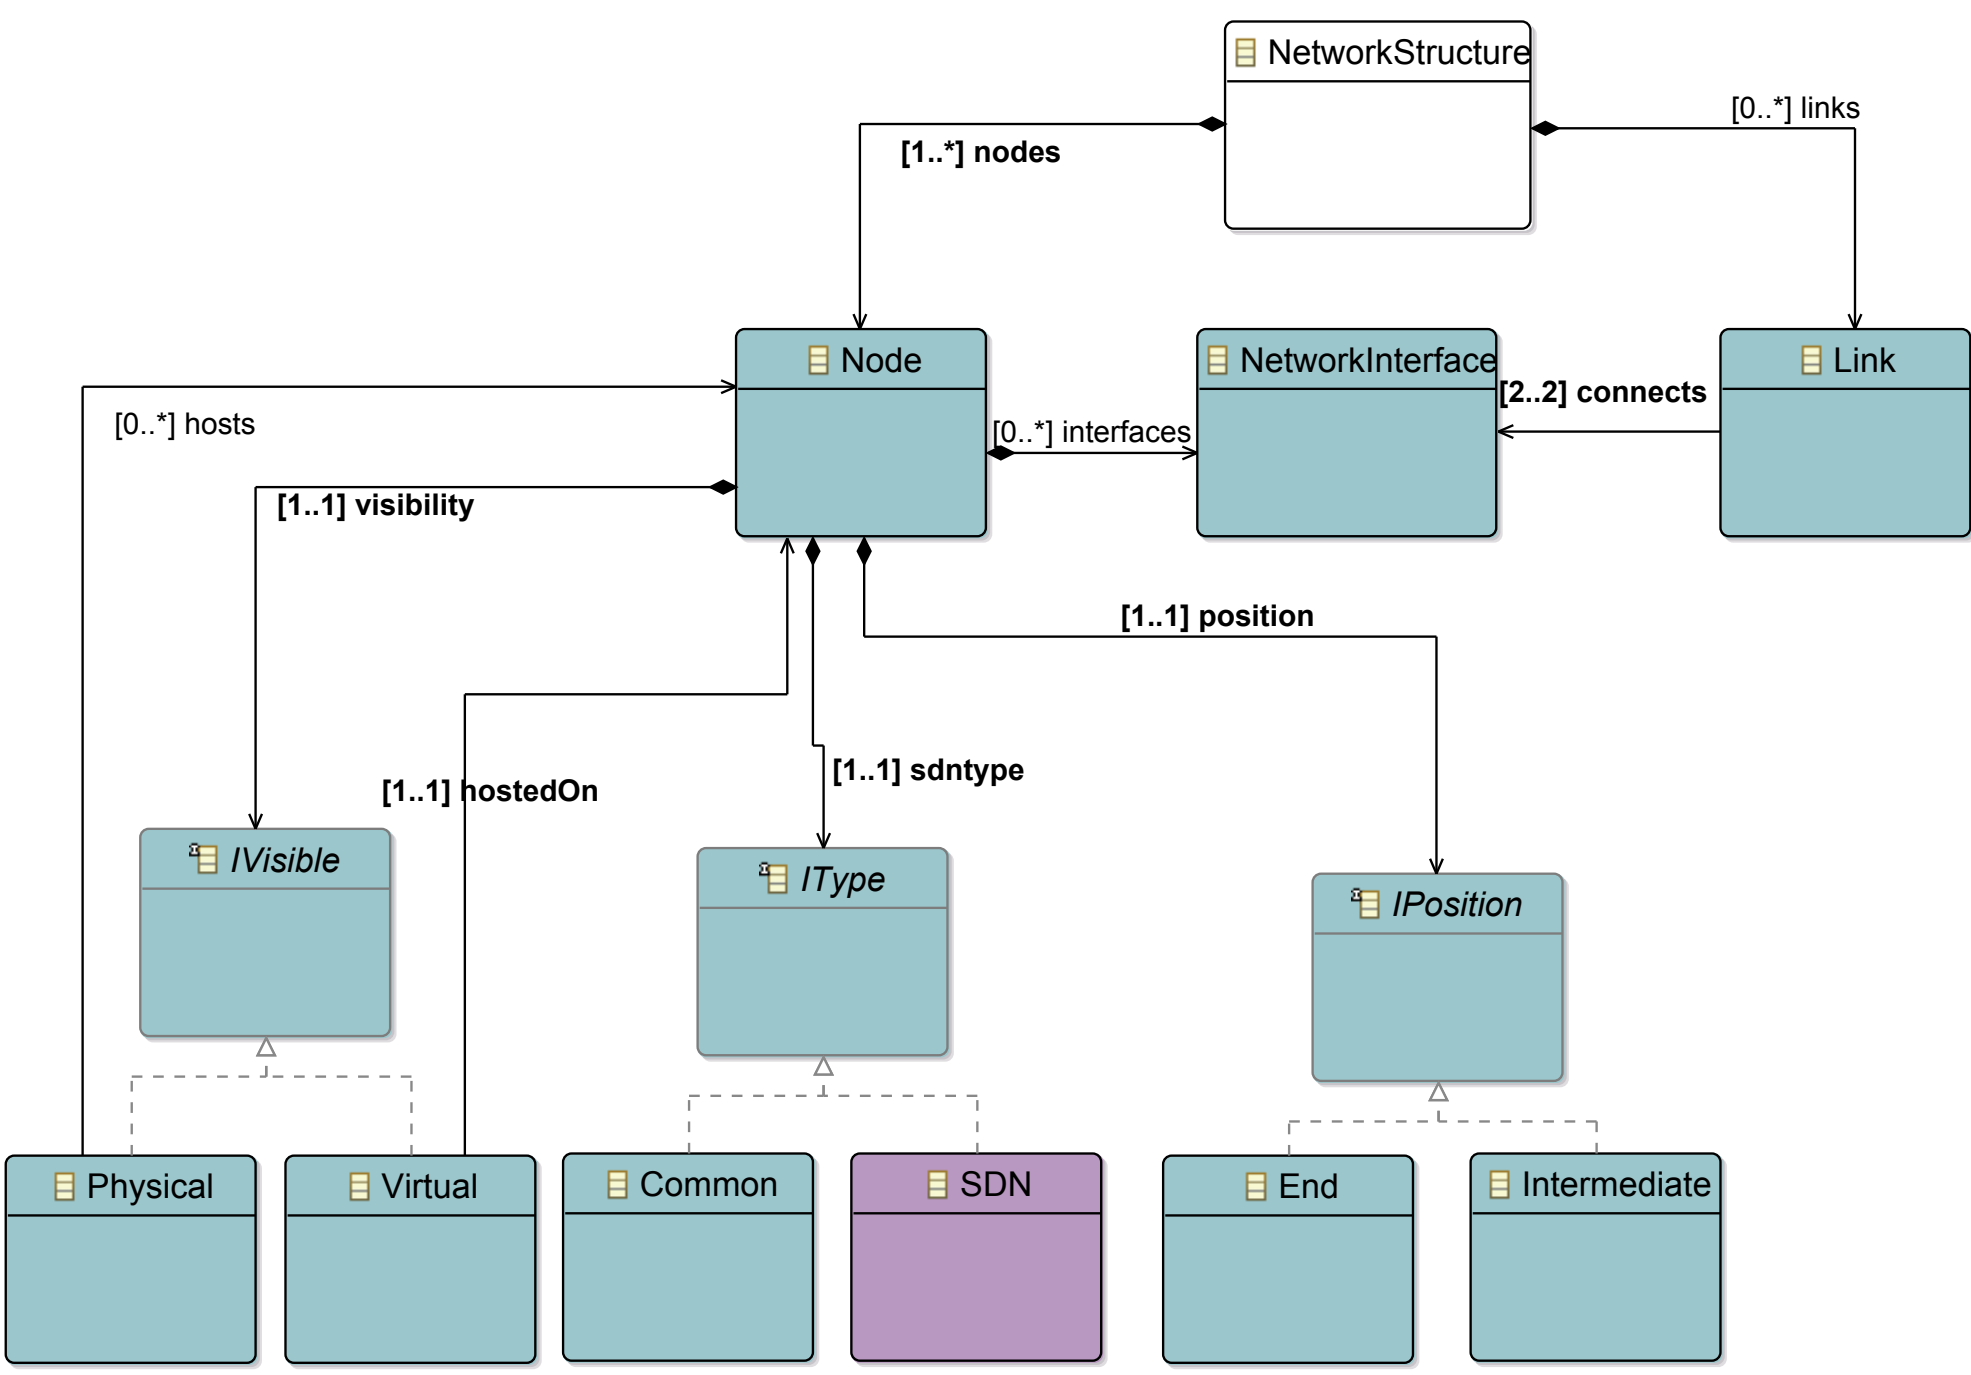 NetworkStructure
[0..*] links
[1..*] nodes
Node
NetworkInterface
Link
[2..2] connects
[0..*] hosts
[0..*] interfaces
[1..1] visibility
[1..1] position
[1..1] sdntype
[1..1] hostedOn
IVisible
IType
IPosition
Physical
Virtual
Common
SDN
End
Intermediate